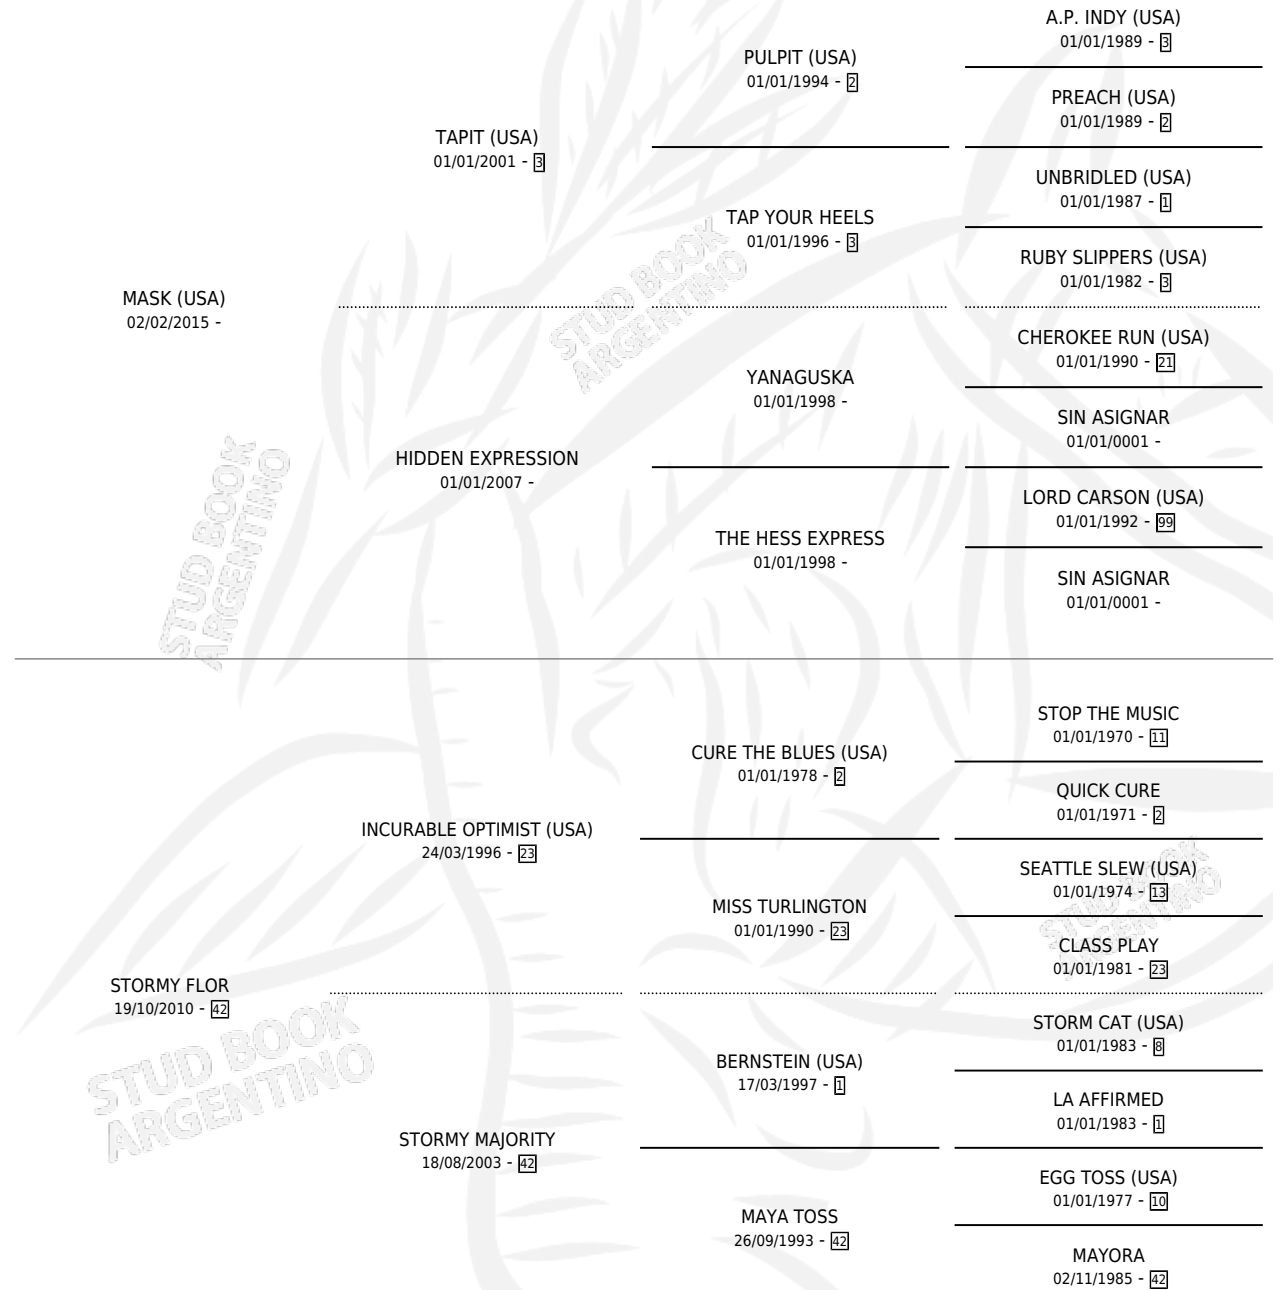 A.P. INDY (USA)
01/01/1989 - 3
PULPIT (USA)
01/01/1994 - 2
PREACH (USA)
01/01/1989 - 2
TAPIT (USA)
01/01/2001 - 3
UNBRIDLED (USA)
01/01/1987 - 1
TAP YOUR HEELS
01/01/1996 - 3
RUBY SLIPPERS (USA)
01/01/1982 - 3
MASK (USA)
02/02/2015 -
CHEROKEE RUN (USA)
01/01/1990 - 21
YANAGUSKA
01/01/1998 -
SIN ASIGNAR
01/01/0001 -
HIDDEN EXPRESSION
01/01/2007 -
LORD CARSON (USA)
01/01/1992 - 99
THE HESS EXPRESS
01/01/1998 -
SIN ASIGNAR
01/01/0001 -
STOP THE MUSIC
01/01/1970 - 11
CURE THE BLUES (USA)
01/01/1978 - 2
QUICK CURE
01/01/1971 - 2
INCURABLE OPTIMIST (USA)
24/03/1996 - 23
SEATTLE SLEW (USA)
01/01/1974 - 13
MISS TURLINGTON
01/01/1990 - 23
CLASS PLAY
01/01/1981 - 23
STORMY FLOR
19/10/2010 - 42
STORM CAT (USA)
01/01/1983 - 8
BERNSTEIN (USA)
17/03/1997 - 1
LA AFFIRMED
01/01/1983 - 1
STORMY MAJORITY
18/08/2003 - 42
EGG TOSS (USA)
01/01/1977 - 10
MAYA TOSS
26/09/1993 - 42
MAYORA
02/11/1985 - 42
STUD BOOK
ARGENTINO
STUD BOOK
ARGENTINO
STUD BOOK
ARGENTINO
STUD BOOK
ARGENTINO